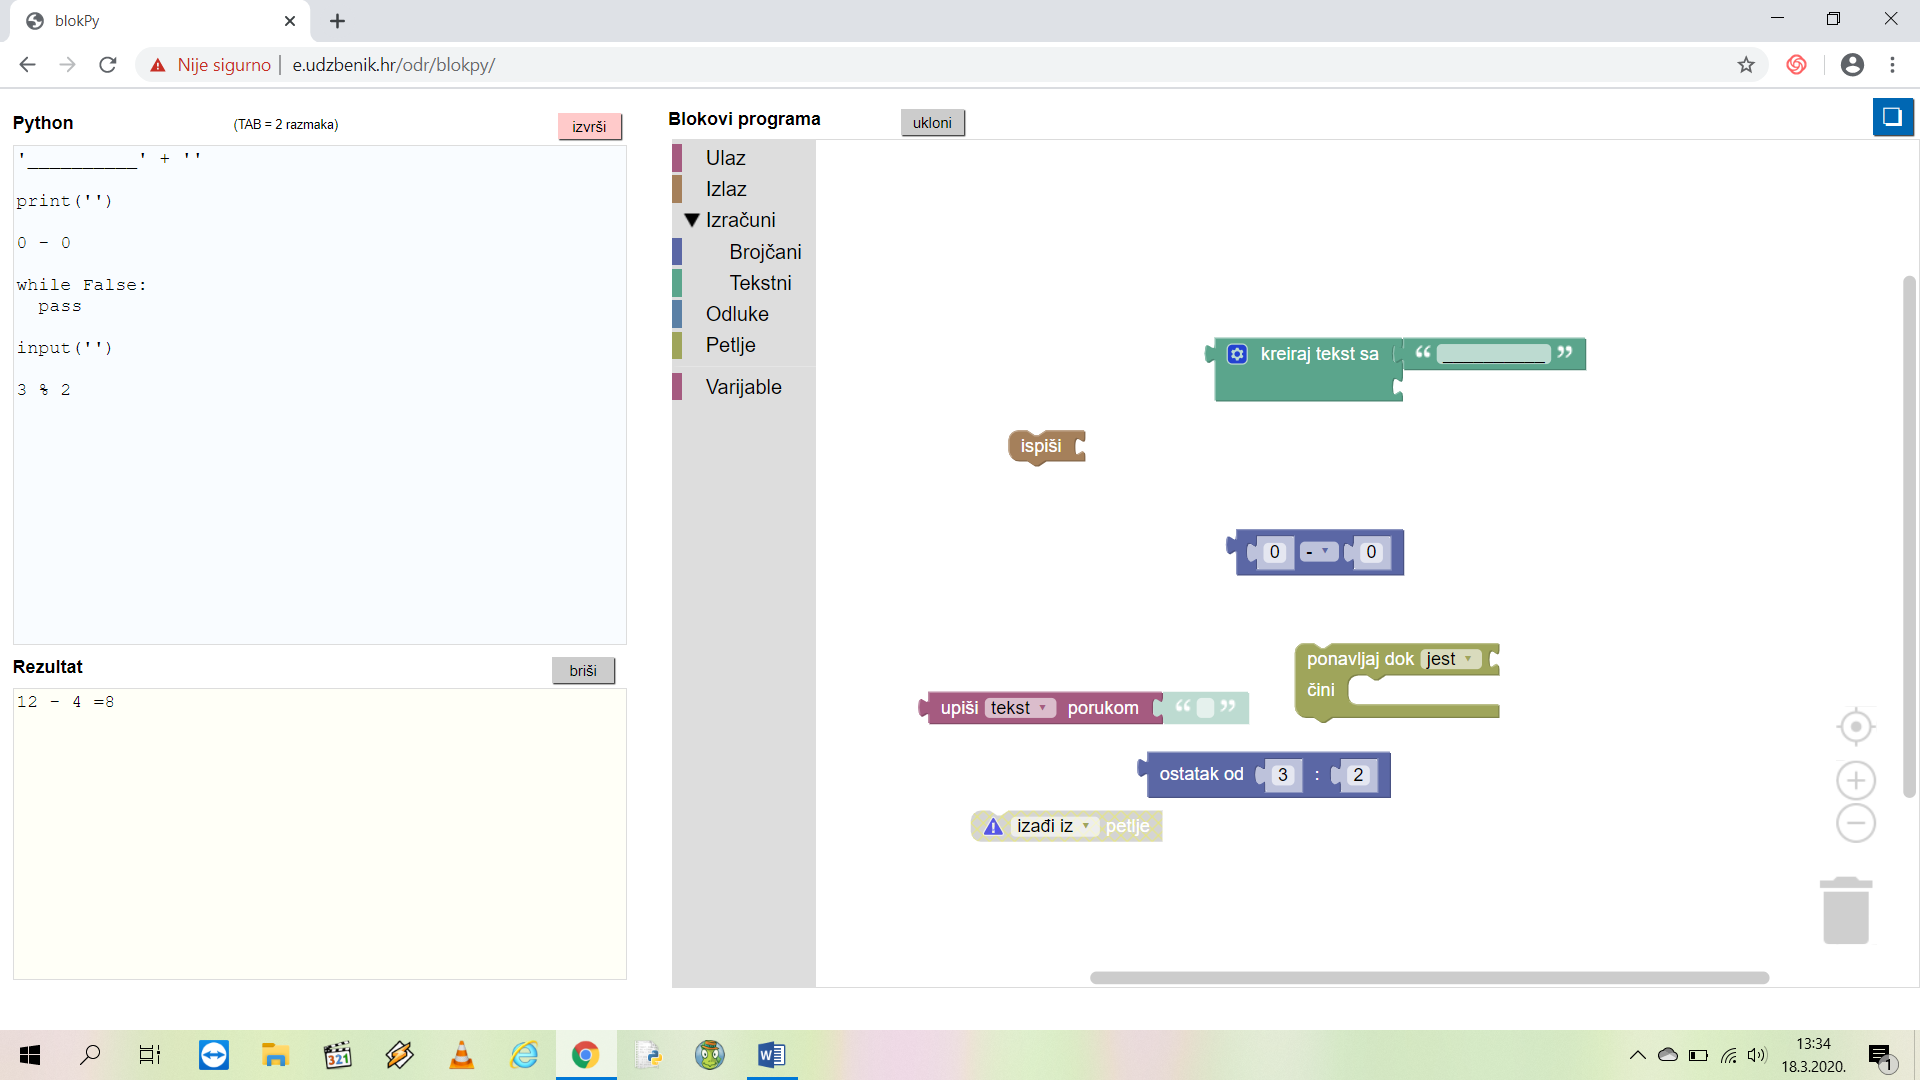 blokPy
Nije sigurno | e.udzbenik.hr/odr/blokpy/
Python
(TAB = 2 razmaka)
izvrši
'__________' + ''
print('')
0 - 0
while False:
  pass
input('')
3 % 2
Rezultat
briši
12 - 4 =8
Blokovi programa
ukloni
Ulaz
Izlaz
Izračuni
Brojčani
Tekstni
Odluke
Petlje
Varijable
kreiraj tekst sa “ __________ ”
ispiši
0 - 0
ponavljaj dok jest
čini
upiši tekst porukom “ ”
ostatak od 3 : 2
izađi iz petlje
321
13:34
18.3.2020.
1